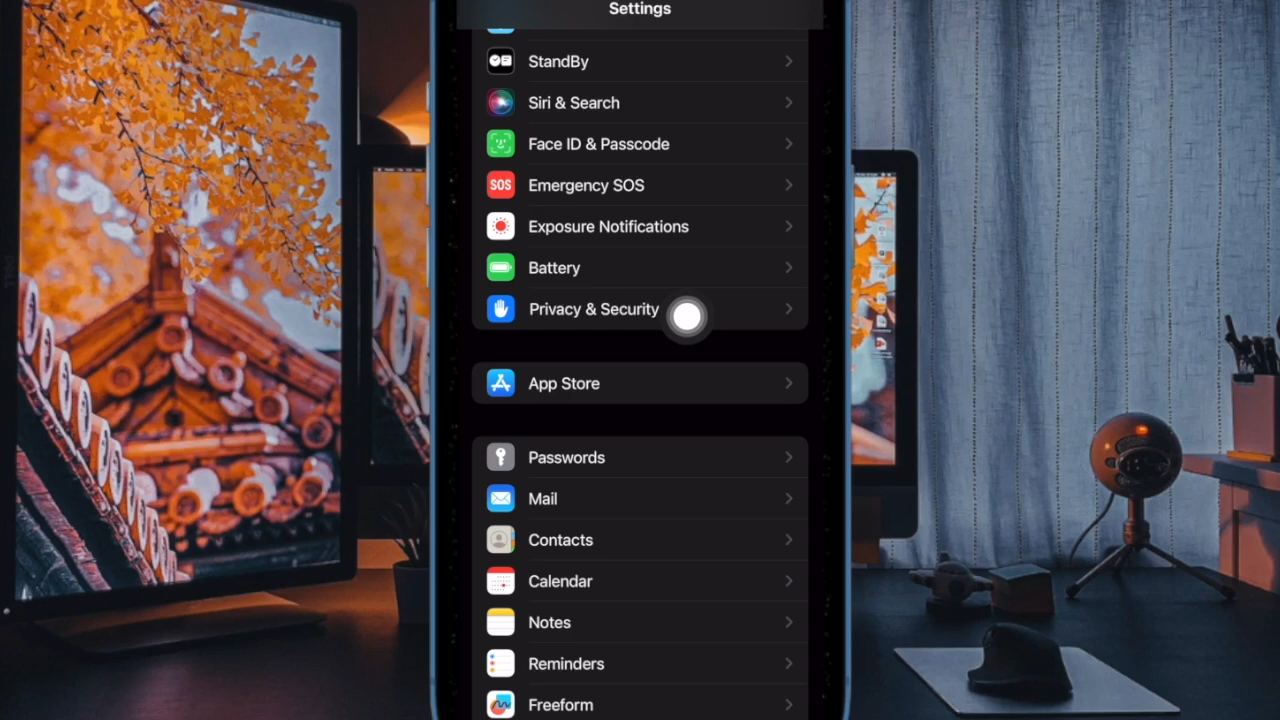 Settings
StandBy
Siri & Search
Face ID & Passcode
SOS
Emergency SOS
Exposure Notifications
Battery
Privacy & Security
App Store
Passwords
Mail
Contacts
Calendar
Notes
Reminders
Freeform